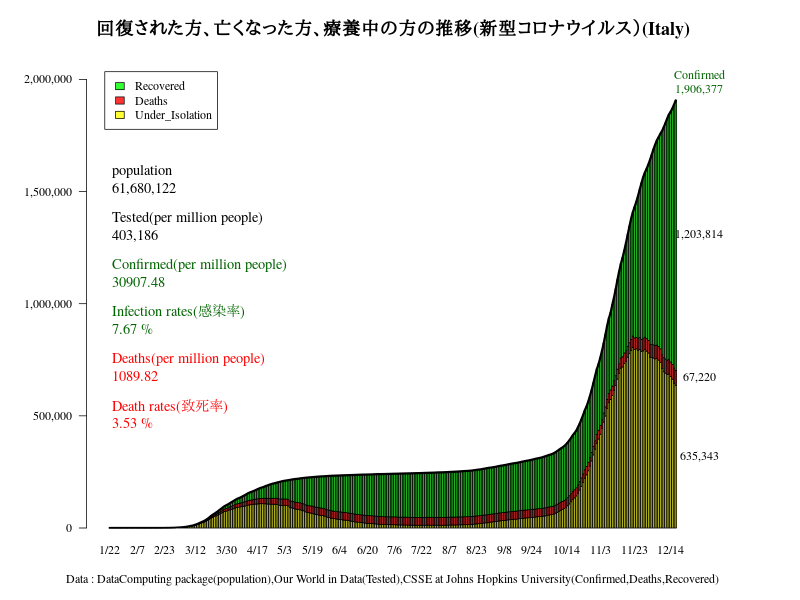 回復された方、亡くなった方、療養中の方の推移(新型コロナウイルス）(Italy)
Confirmed
1,906,377
2,000,000
Recovered
Deaths
Under_Isolation
population
61,680,122
1,500,000
Tested(per million people)
403,186
1,203,814
Confirmed(per million people)
30907.48
1,000,000
Infection rates(感染率)
7.67 %
Deaths(per million people)
1089.82
67,220
Death rates(致死率)
3.53 %
500,000
635,343
0
1/22 2/7 2/23 3/12 3/30 4/17 5/3 5/19 6/4 6/20 7/6 7/22 8/7 8/23 9/8 9/24 10/14 11/3 11/23 12/14
Data : DataComputing package(population),Our World in Data(Tested),CSSE at Johns Hopkins University(Confirmed,Deaths,Recovered)